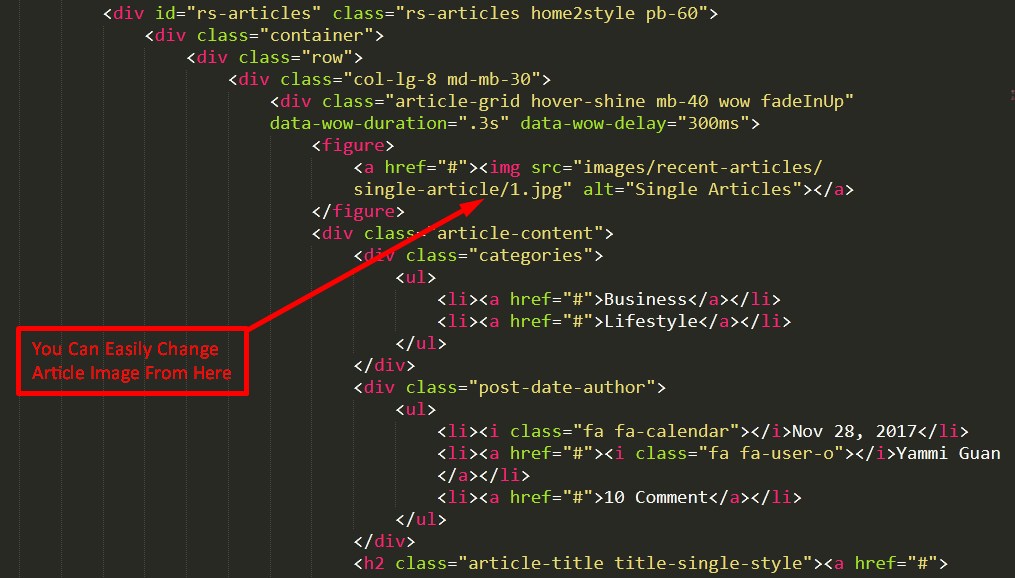 <div id="rs-articles" class="rs-articles home2style pb-60">
<div class="container">
<div class="row">
<div class="col-lg-8 md-mb-30">
<div class="article-grid hover-shine mb-40 wow fadeInUp"
data-wow-duration=".3s" data-wow-delay="300ms">
<figure>
<a href="#"><img src="images/recent-articles/
single-article/1.jpg" alt="Single Articles"></a>
</figure>
<div class="article-content">
<div class="categories">
<ul>
<li><a href="#">Business</a></li>
<li><a href="#">Lifestyle</a></li>
</ul>
</div>
<div class="post-date-author">
<ul>
<li><i class="fa fa-calendar"></i>Nov 28, 2017</li>
<li><a href="#"><i class="fa fa-user-o"></i>Yammi Guan
</a></li>
<li><a href="#">10 Comment</a></li>
</ul>
</div>
<h2 class="article-title title-single-style"><a href="#">
You Can Easily Change
Article Image From Here